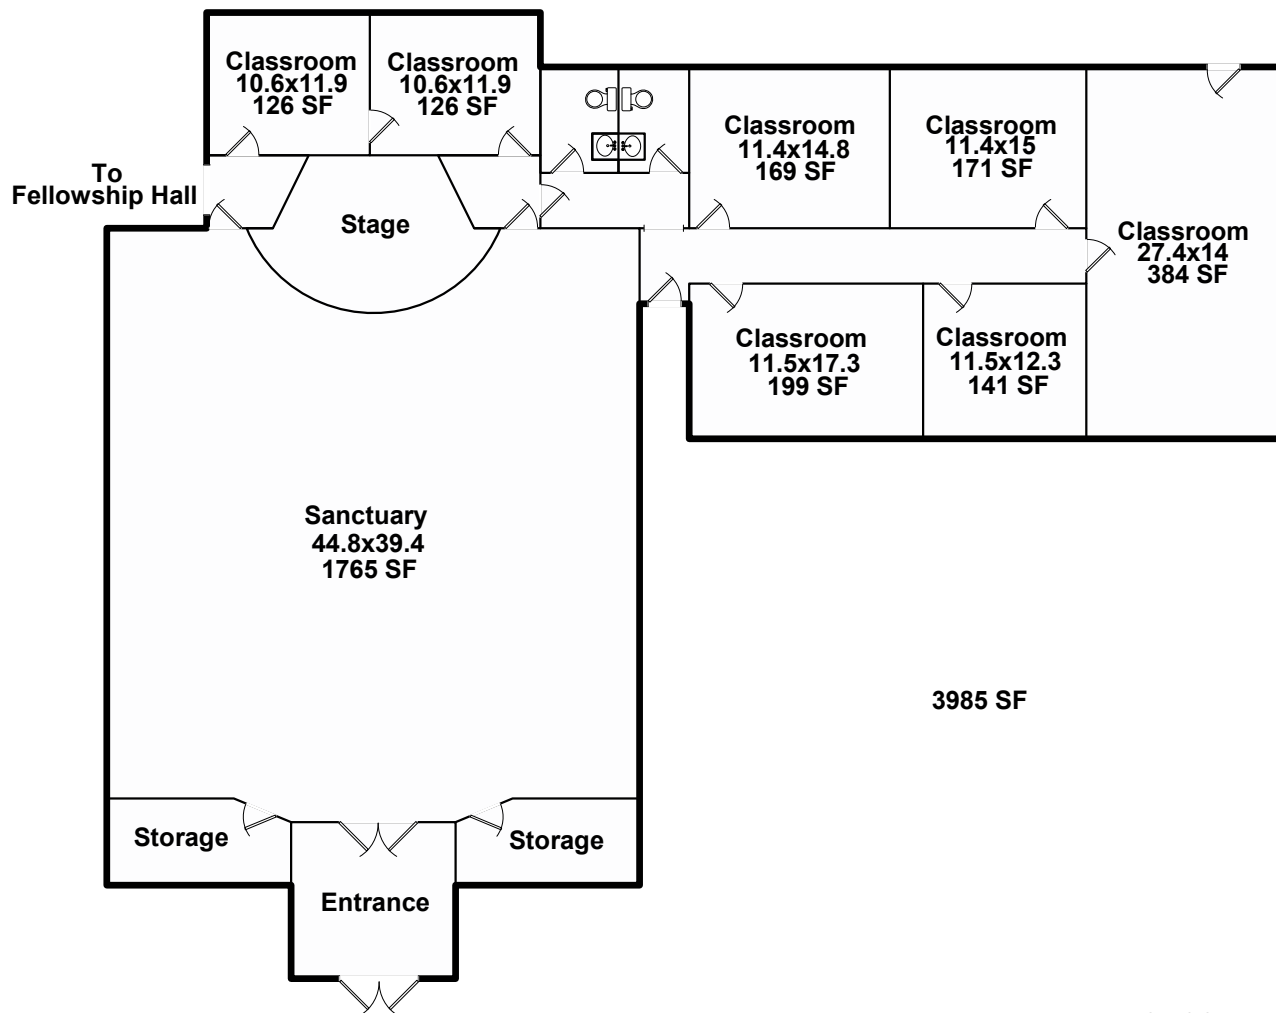 Classroom
10.6x11.9
126 SF
Classroom
10.6x11.9
126 SF
Classroom
11.4x14.8
169 SF
Classroom
11.4x15
171 SF
To
Fellowship Hall
Stage
Classroom
27.4x14
384 SF
Classroom
11.5x17.3
199 SF
Classroom
11.5x12.3
141 SF
Sanctuary
44.8x39.4
1765 SF
3985 SF
Storage
Storage
Entrance